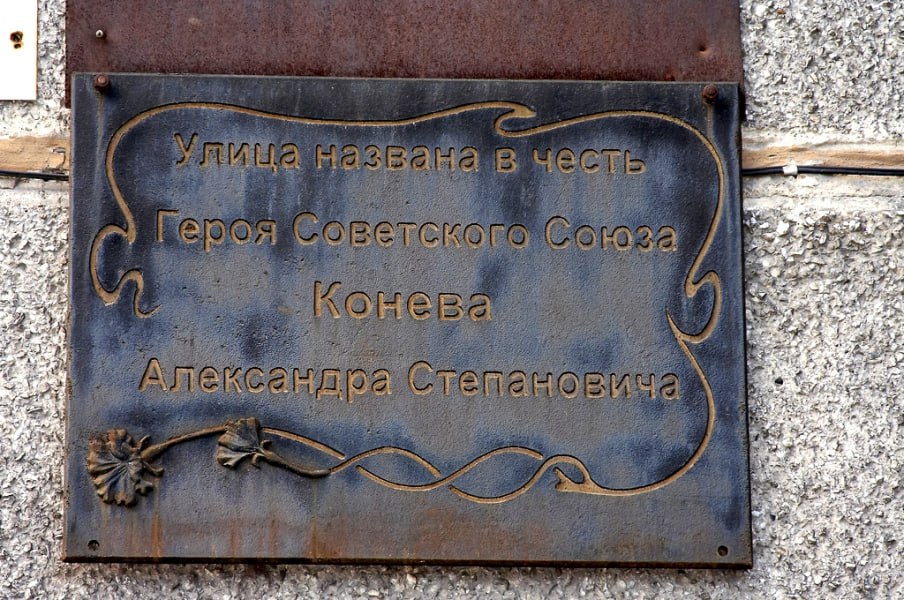 Улица названа в честь
Героя Советского Союза
Конева
Александра Степановича